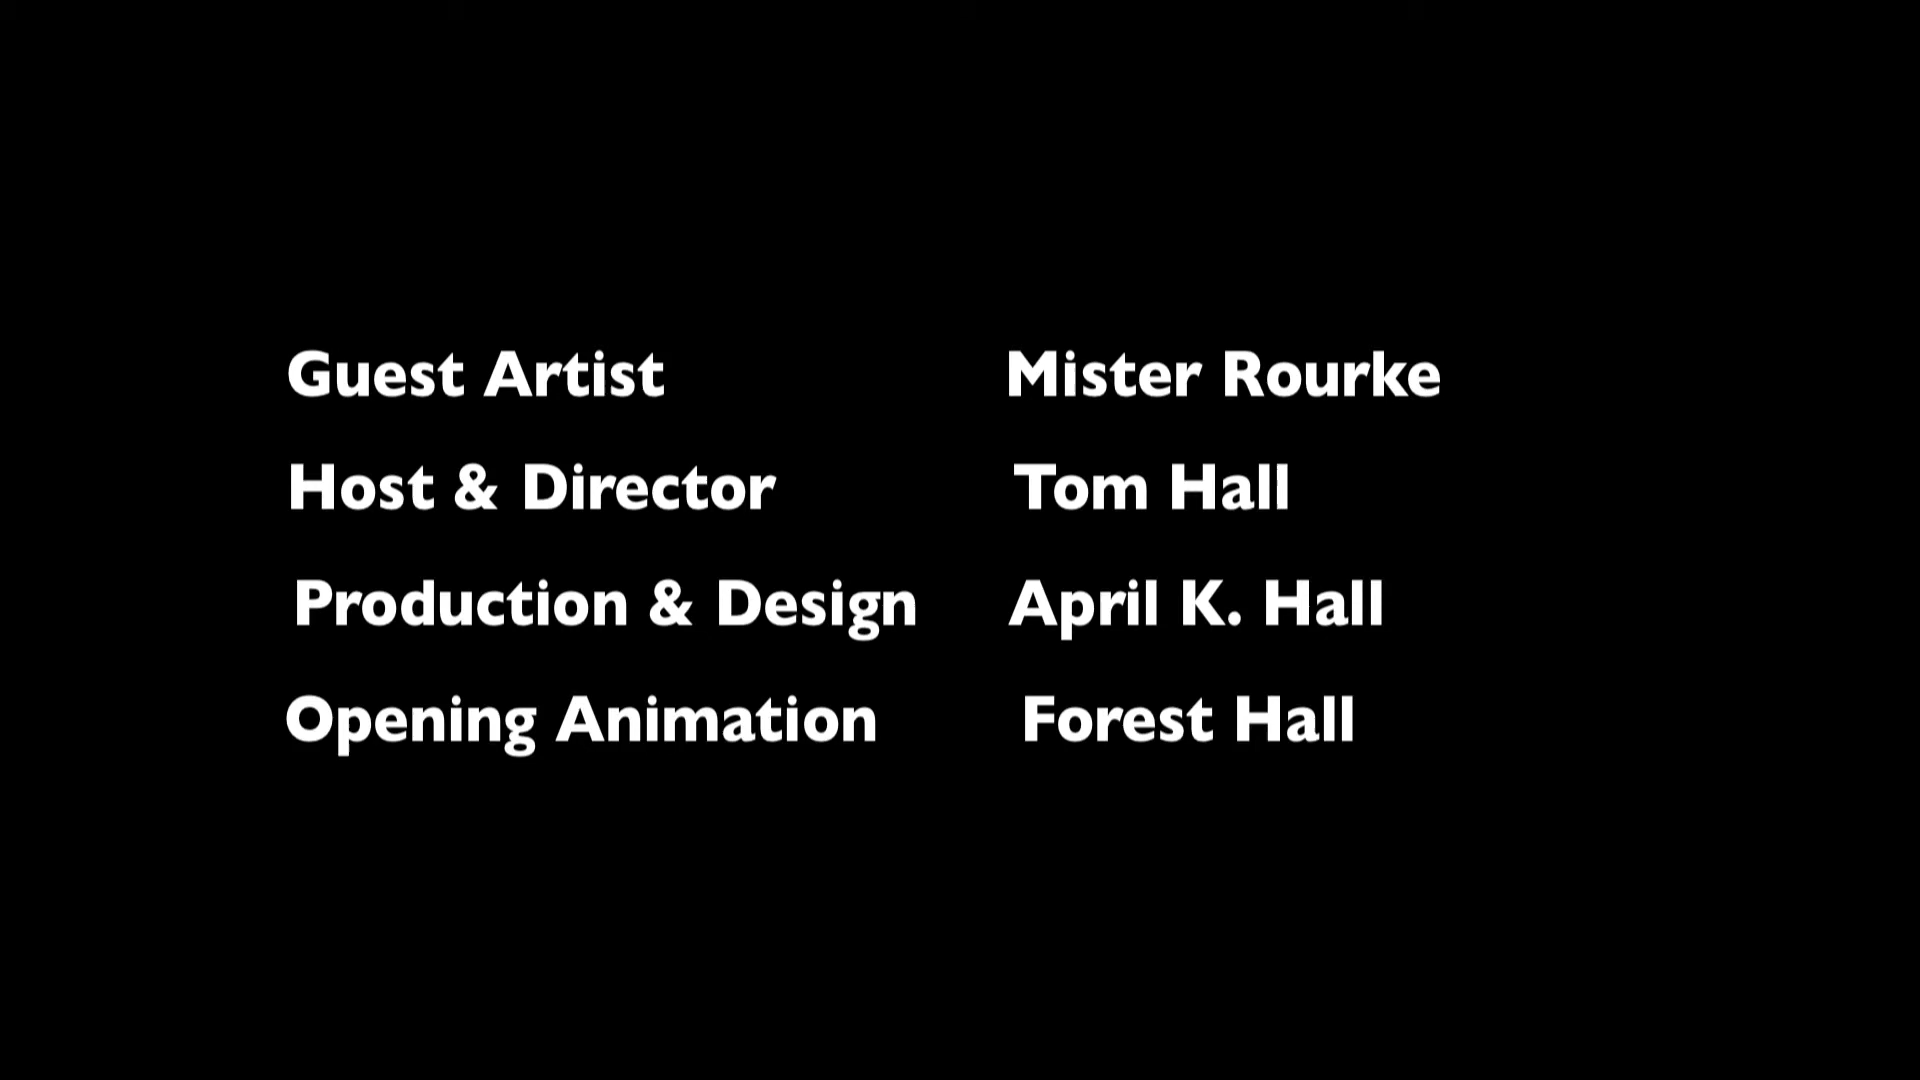 Guest Artist Mister Rourke
Host & Director Tom Hall
Production & Design April K. Hall
Opening Animation Forest Hall